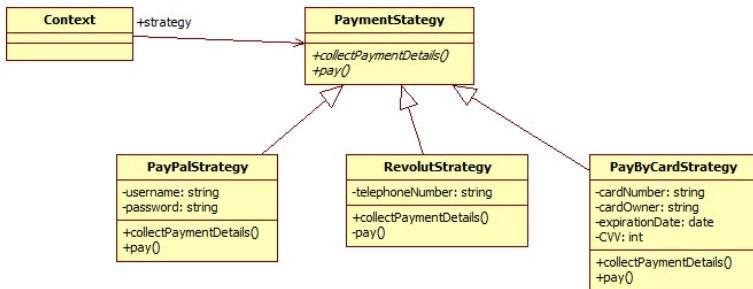 Context
+strategy
PaymentStategy
+collectPaymentDetails()
+pay()
PayPalStrategy
-username: string
-password: string
+collectPaymentDetails()
+pay()
RevolutStrategy
-telephoneNumber: string
+collectPaymentDetails()
-pay()
PayByCardStrategy
-cardNumber: string
-cardOwner: string
-expirationDate: date
-CVV: int
+collectPaymentDetails()
+pay()